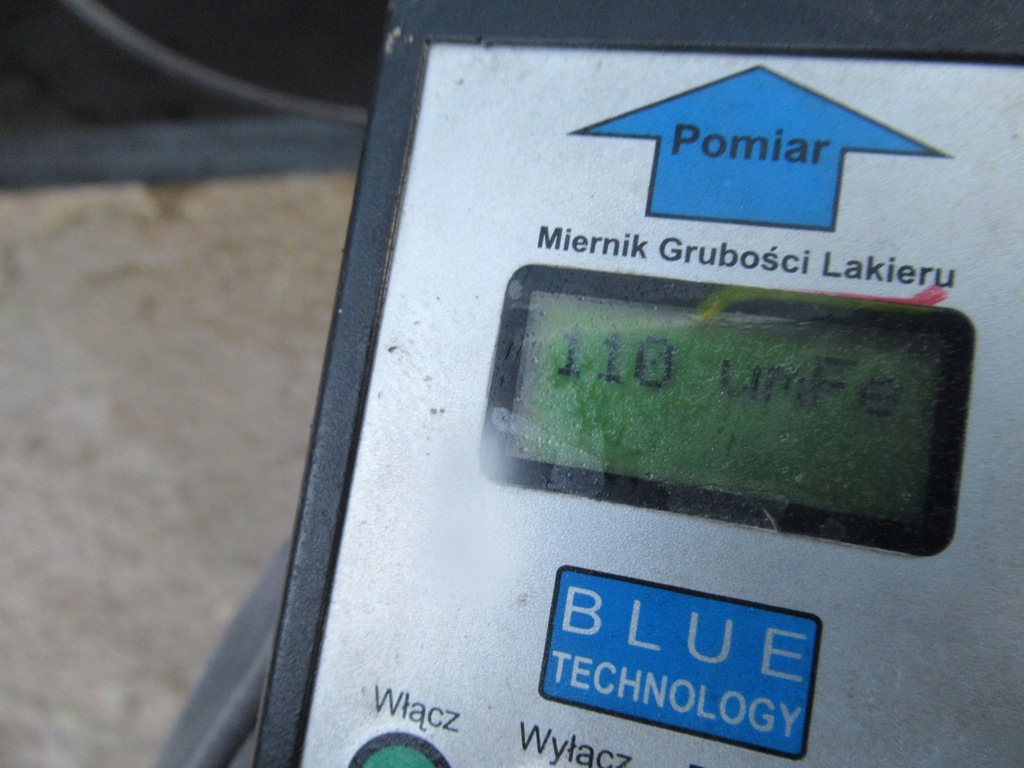 Pomiar
Miernik Grubości Lakieru
110 umFe
BLUE
TECHNOLOGY
Włącz
Wyłącz